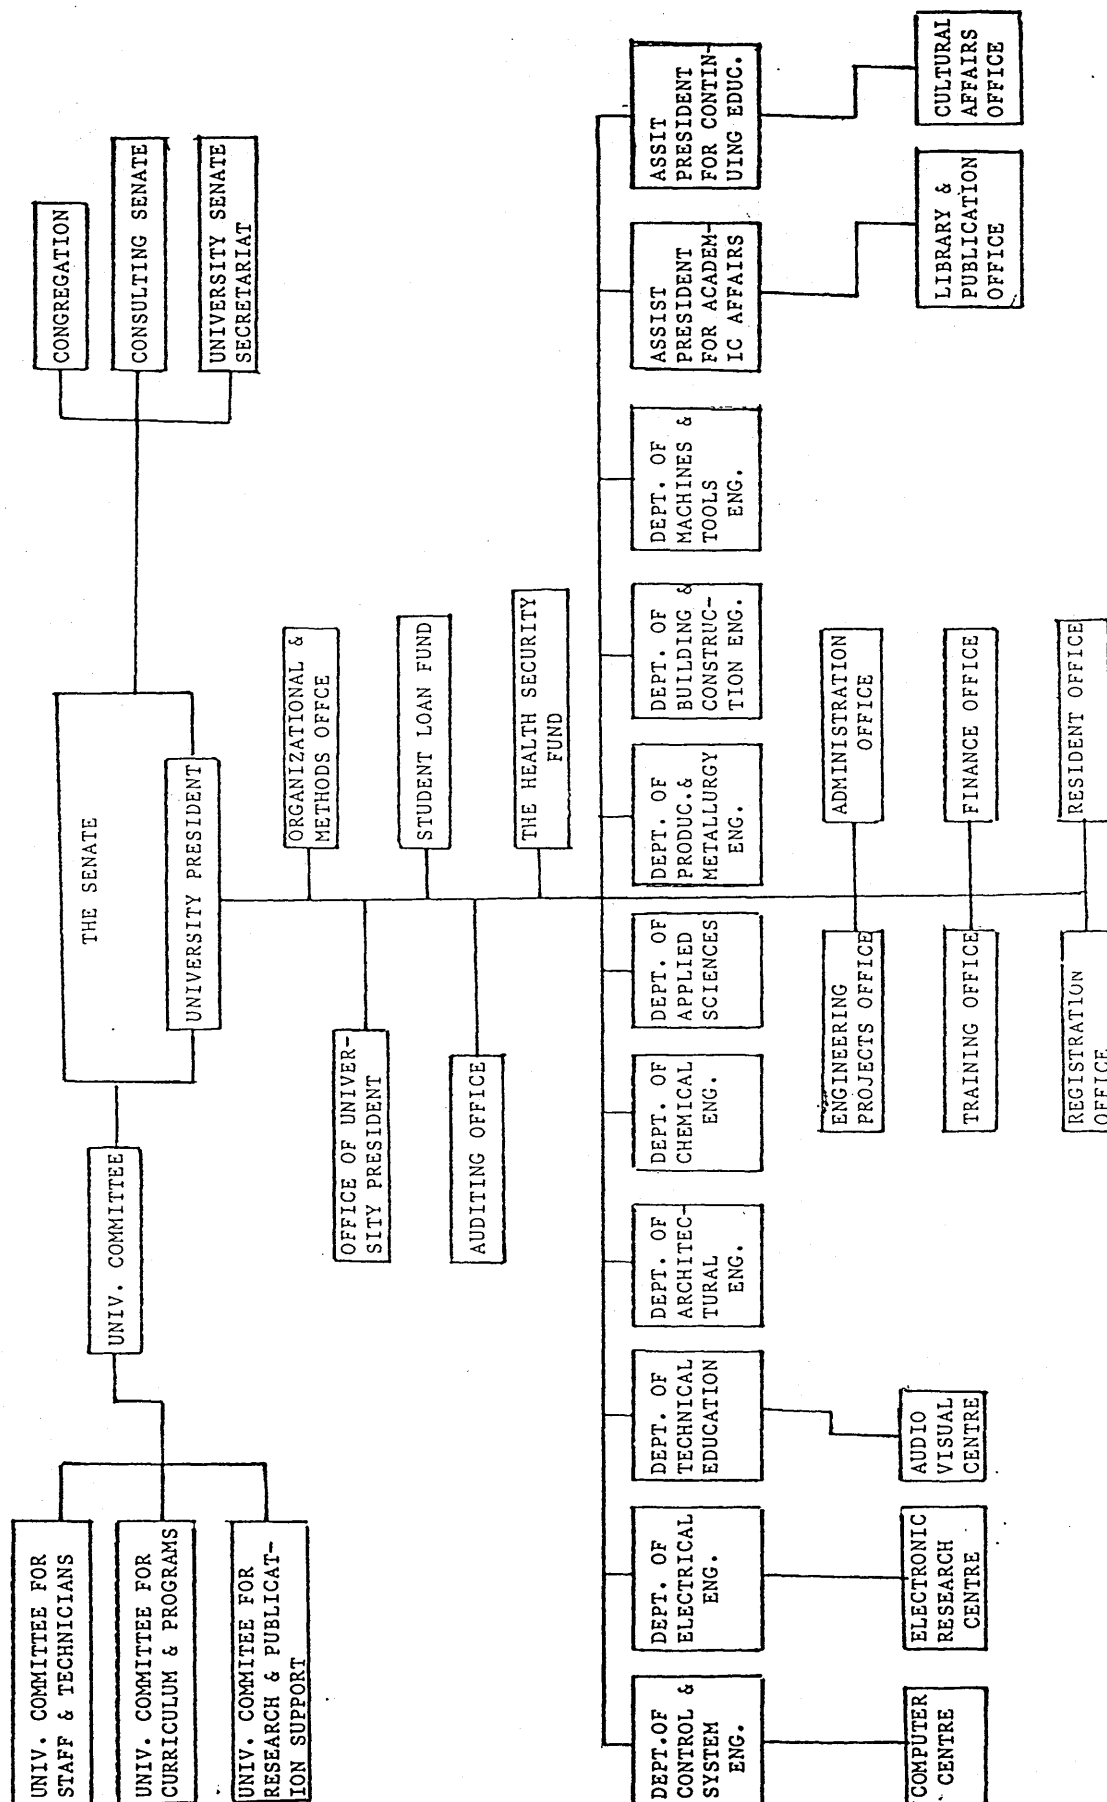 UNIV. COMMITTEE FOR
STAFF & TECHNICIANS
UNIV. COMMITTEE FOR
CURRICULUM & PROGRAMS
UNIV. COMMITEE FOR
RESEARCH & PUBLICAT-
ION SUPPORT
UNIV. COMMITTEE
THE SENATE
UNIVERSITY PRESIDENT
CONGREGATION
CONSULTING SENATE
UNIVERSITY SENATE
SECRETARIAT
ORGANIZATIONAL &
METHODS OFFCE
OFFICE OF UNIVER-
SITY PRESIDENT
STUDENT LOAN FUND
AUDITING OFFICE
THE HEALTH SECURITY
FUND
DEPT.OF
CONTROL &
SYSTEM
ENG.
DEPT. OF
ELECTRICAL
ENG.
DEPT. OF
TECHNICAL
EDUCATION
DEPT. OF
ARCHITEC-
TURAL
ENG.
DEPT. OF
CHEMICAL
ENG.
DEPT. OF
APPLIED
SCIENCES
DEPT. OF
PRODUC.&
METALLURGY
ENG.
DEPT. OF
BUILDING &
CONSTRUC-
TION ENG.
DEPT. OF
MACHINES &
TOOLS
ENG.
ASSIST
PRESIDENT
FOR ACADEM-
IC AFFAIRS
ASSIT
PRESIDENT
FOR CONTIN-
UING EDUC.
COMPUTER
CENTRE
ELECTRONIC
RESEARCH
CENTRE
AUDIO
VISUAL
CENTRE
ENGINEERING
PROJECTS OFFICE
ADMINISTRATION
OFFICE
TRAINING OFFICE
FINANCE OFFICE
REGISTRATION
OFFICE
RESIDENT OFFICE
LIBRARY &
PUBLICATION
OFFICE
CULTURAL
AFFAIRS
OFFICE